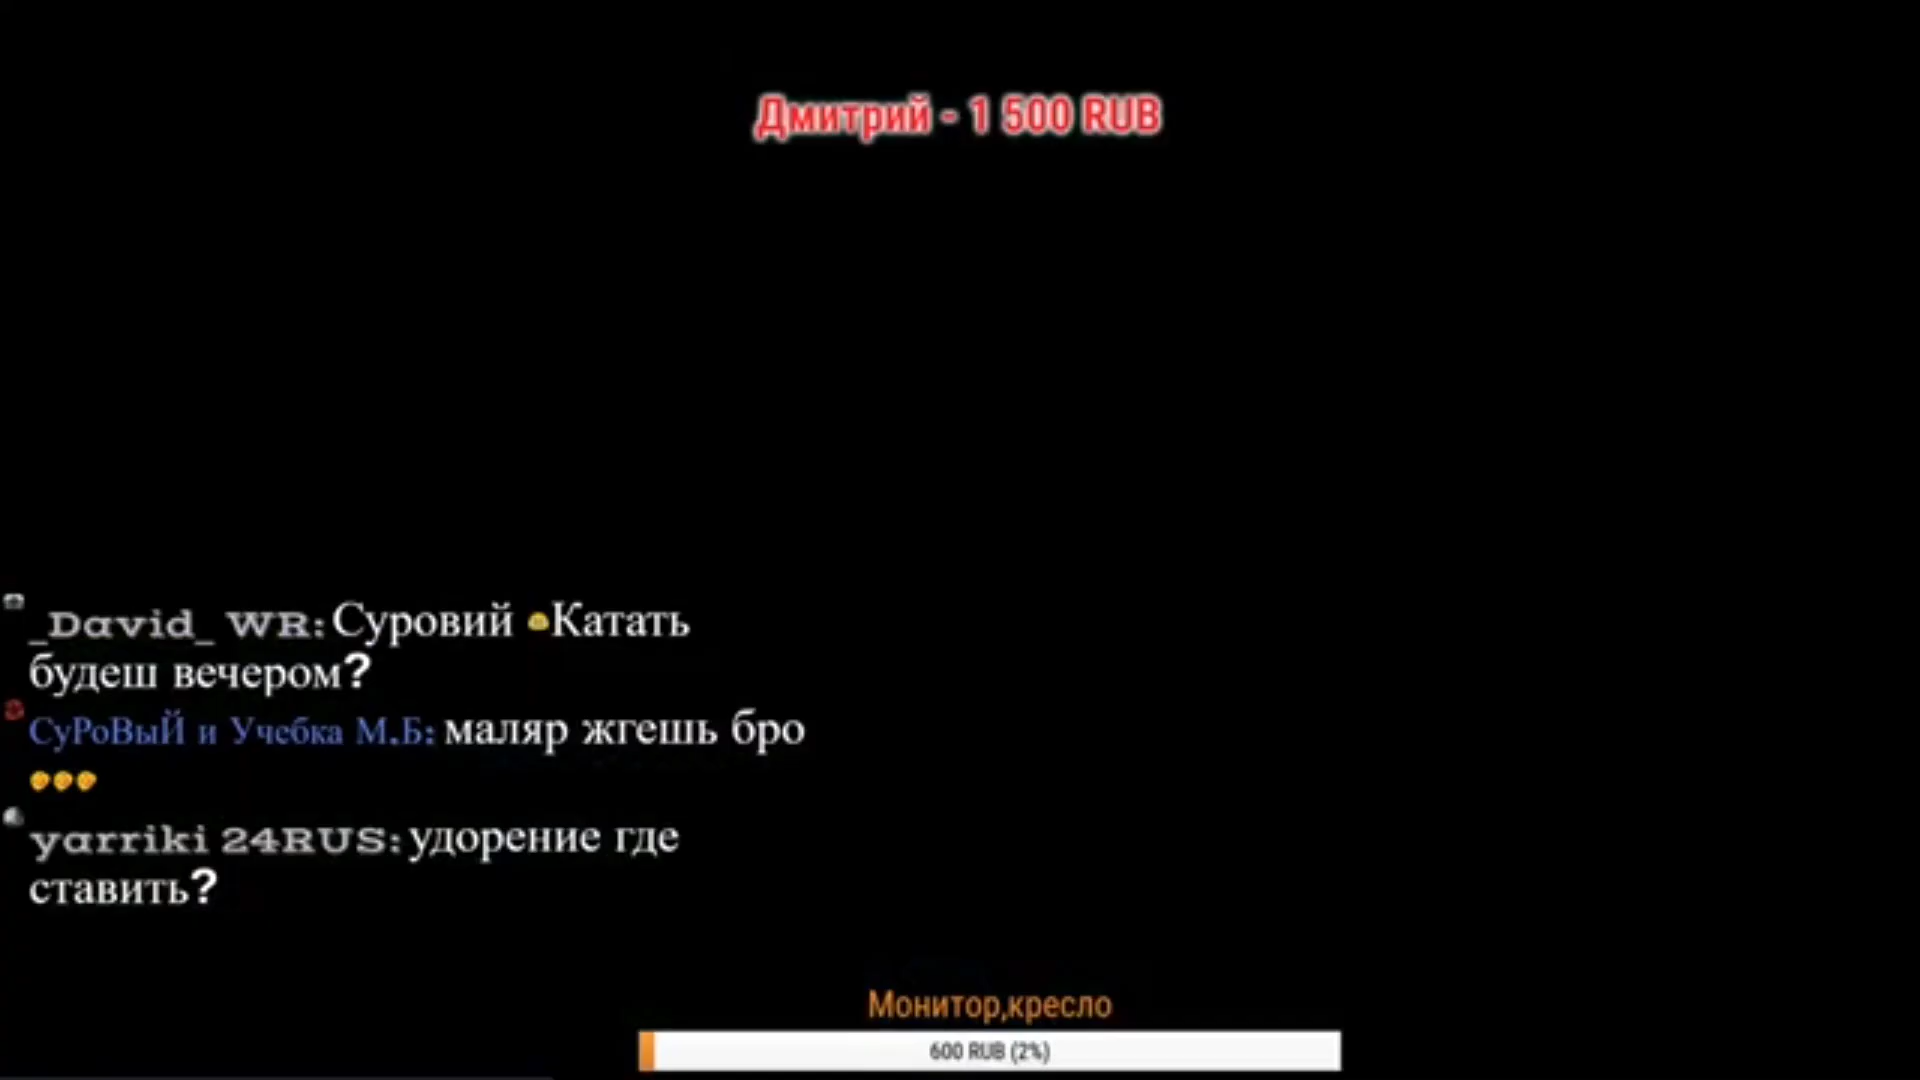 Дмитрий - 1 500 RUB
_David_ WR: Суровий Катать
будеш вечером?
СуРоВыЙ и Учебка М.Б: маляр жгешь бро
yarriki 24RUS: удорение где
ставить?
Монитор,кресло
600 RUB (2%)